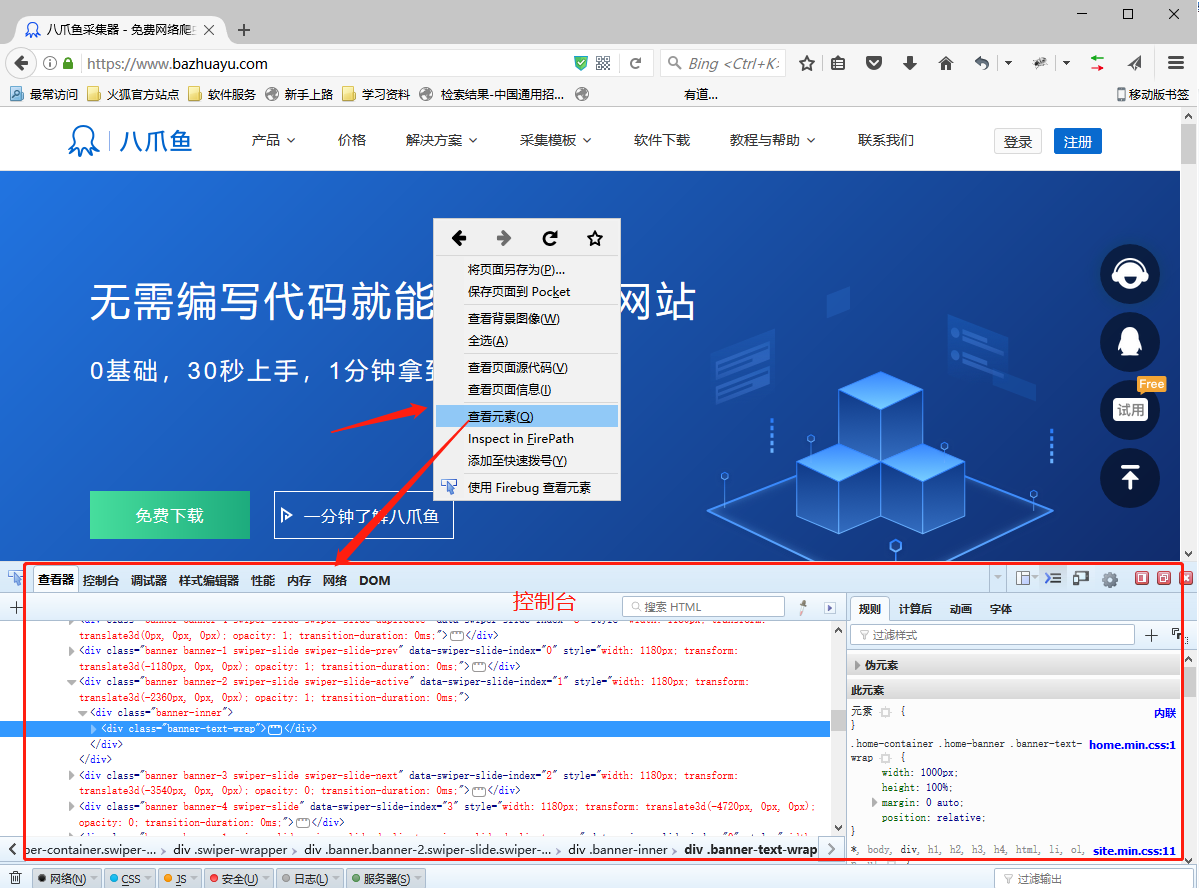 八爪鱼采集器 - 免费网络爬
https://www.bazhuayu.com
Bing <Ctrl+K>
最常访问 火狐官方站点 软件服务 新手上路 学习资料 检索结果-中国通用招... 有道... 移动版书签
八爪鱼 产品 价格 解决方案 采集模板 软件下载 教程与帮助 联系我们 登录 注册
无需编写代码就能 网站
0基础，30秒上手，1分钟拿到
免费下载 一分钟了解八爪鱼
Free
试用
将页面另存为(P)...
保存页面到 Pocket
查看背景图像(W)
全选(A)
查看页面源代码(V)
查看页面信息(I)
查看元素(Q)
Inspect in FirePath
添加至快速拨号(Y)
使用 Firebug 查看元素
查看器 控制台 调试器 样式编辑器 性能 内存 网络 DOM
控制台
搜索 HTML
translate3d(0px, 0px, 0px); opacity: 1; transition-duration: 0ms;"></div>
<div class="banner banner-1 swiper-slide swiper-slide-prev" data-swiper-slide-index="0" style="width: 1180px; transform:
translate3d(-1180px, 0px, 0px); opacity: 1; transition-duration: 0ms;"></div>
<div class="banner banner-2 swiper-slide swiper-slide-active" data-swiper-slide-index="1" style="width: 1180px; transform:
translate3d(-2360px, 0px, 0px); opacity: 1; transition-duration: 0ms;">
<div class="banner-inner">
<div class="banner-text-wrap"></div>
</div>
</div>
<div class="banner banner-3 swiper-slide swiper-slide-next" data-swiper-slide-index="2" style="width: 1180px; transform:
translate3d(-3540px, 0px, 0px); opacity: 0; transition-duration: 0ms;"></div>
<div class="banner banner-4 swiper-slide" data-swiper-slide-index="3" style="width: 1180px; transform: translate3d(-4720px, 0px, 0px);
opacity: 0; transition-duration: 0ms;"></div>
per-container.swiper-... div .swiper-wrapper div .banner.banner-2.swiper-slide.swiper-... div .banner-inner div .banner-text-wrap
规则 计算后 动画 字体
过滤样式
伪元素
此元素
元素 { 内联
}
.home-container .home-banner .banner-text- home.min.css:1
wrap {
width: 1000px;
height: 100%;
margin: 0 auto;
position: relative;
}
*, body, div, h1, h2, h3, h4, html, li, ol, site.min.css:11
网络(N) CSS JS 安全(U) 日志(L) 服务器(S) 过滤输出